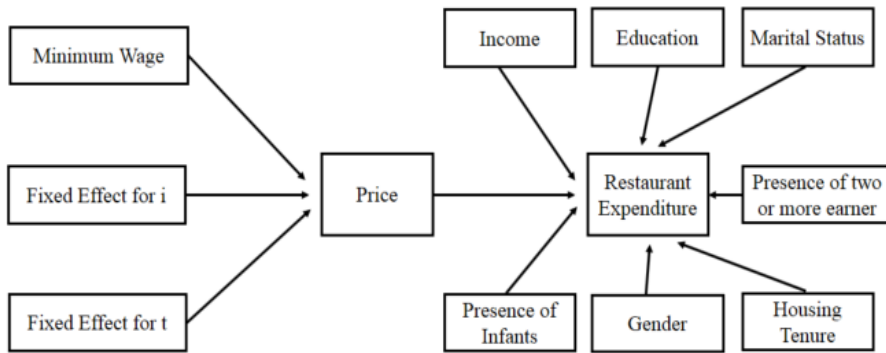 Minimum Wage
Income
Education
Marital Status
Fixed Effect for i
Price
Restaurant
Expenditure
Presence of two
or more earner
Fixed Effect for t
Presence of
Infants
Gender
Housing
Tenure